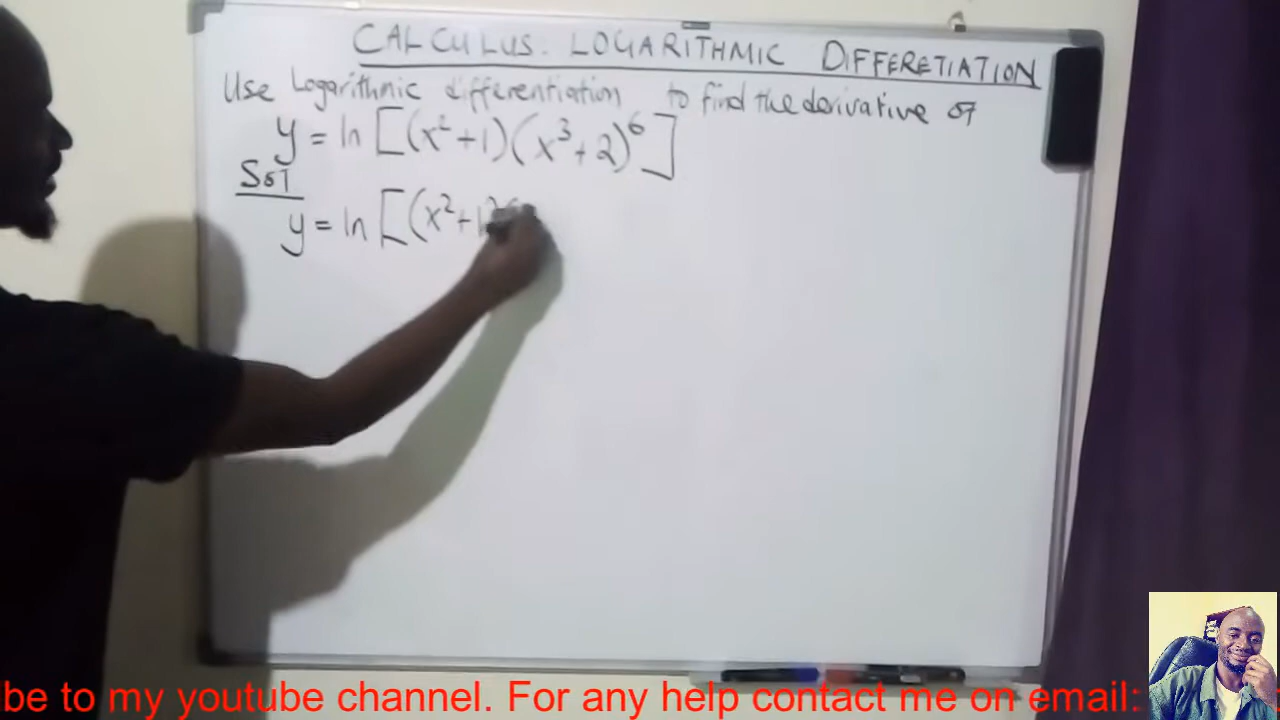 CALCULUS. LOGARITHMIC DIFFERETIATION
Use Logarithmic differentiation to find the derivative of
y = ln [(x²+1)(x³+2)⁶]
Sol
y = ln [(x²+1)
be to my youtube channel. For any help contact me on email: